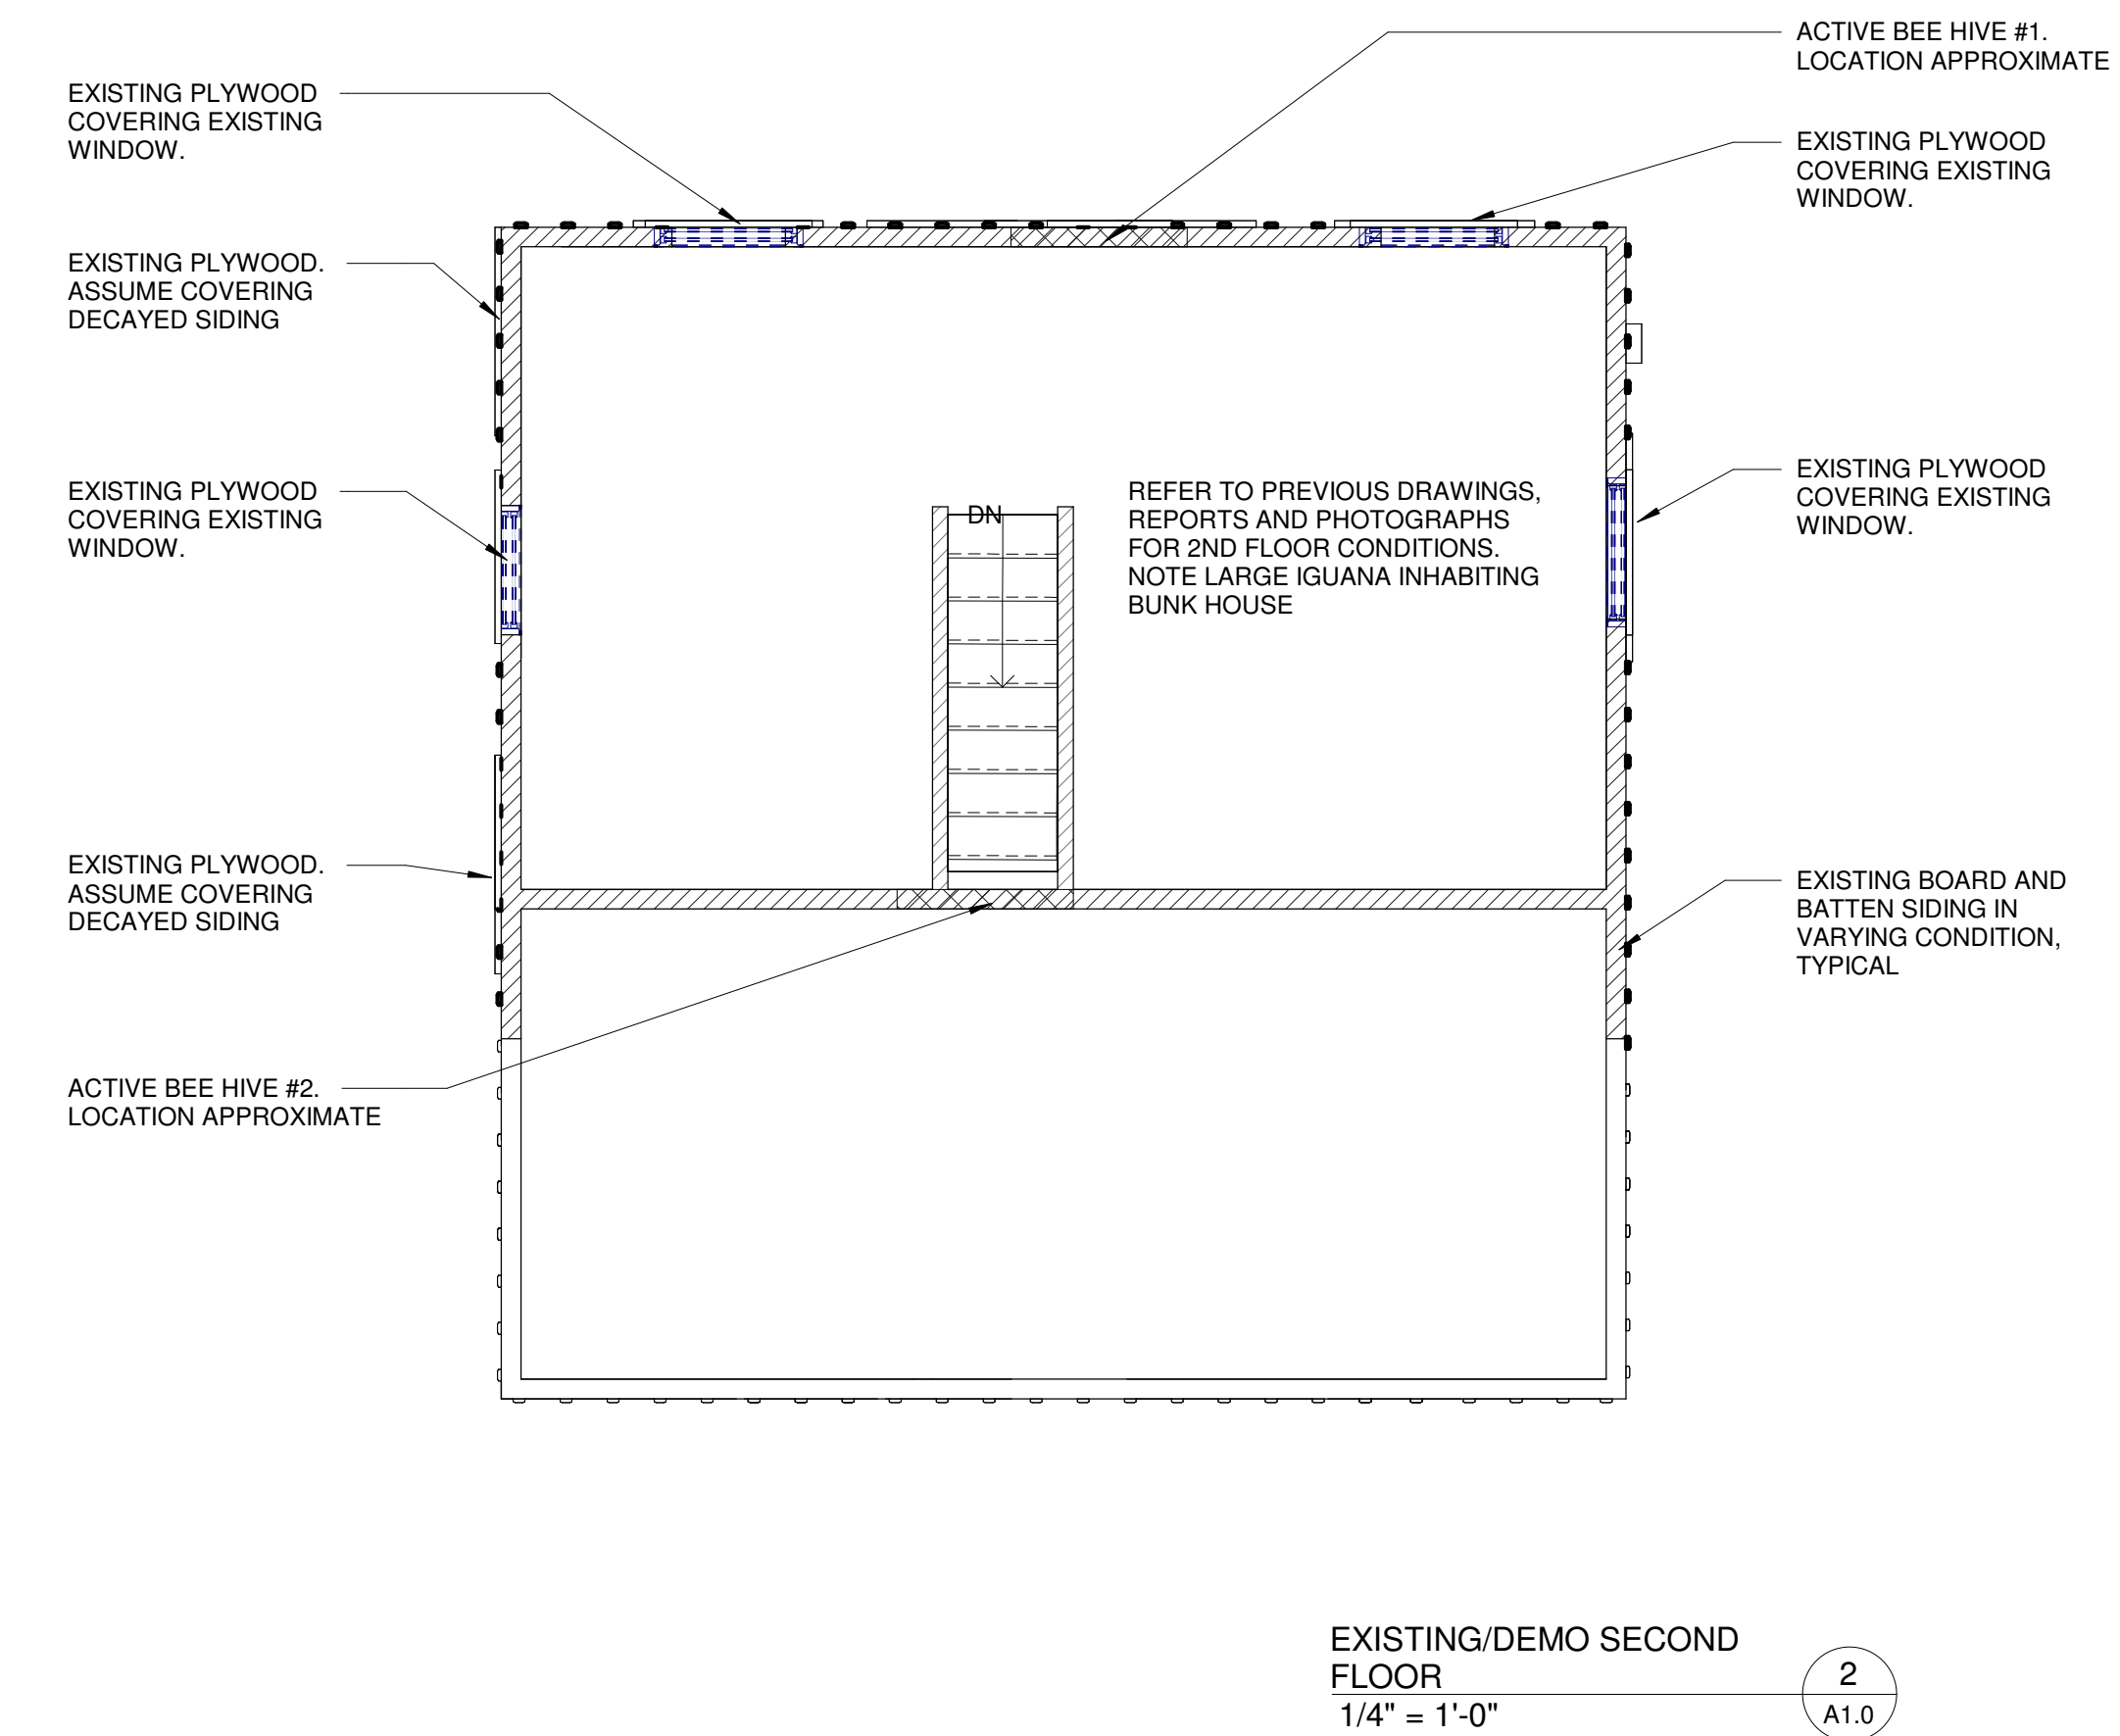 ACTIVE BEE HIVE #1.
LOCATION APPROXIMATE
EXISTING PLYWOOD
COVERING EXISTING
WINDOW.
EXISTING PLYWOOD
COVERING EXISTING
WINDOW.
EXISTING PLYWOOD.
ASSUME COVERING
DECAYED SIDING
EXISTING PLYWOOD
COVERING EXISTING
WINDOW.
DN
REFER TO PREVIOUS DRAWINGS,
REPORTS AND PHOTOGRAPHS
FOR 2ND FLOOR CONDITIONS.
NOTE LARGE IGUANA INHABITING
BUNK HOUSE
EXISTING PLYWOOD
COVERING EXISTING
WINDOW.
EXISTING PLYWOOD.
ASSUME COVERING
DECAYED SIDING
EXISTING BOARD AND
BATTEN SIDING IN
VARYING CONDITION,
TYPICAL
ACTIVE BEE HIVE #2.
LOCATION APPROXIMATE
EXISTING/DEMO SECOND
FLOOR
1/4" = 1'-0"
2
A1.0